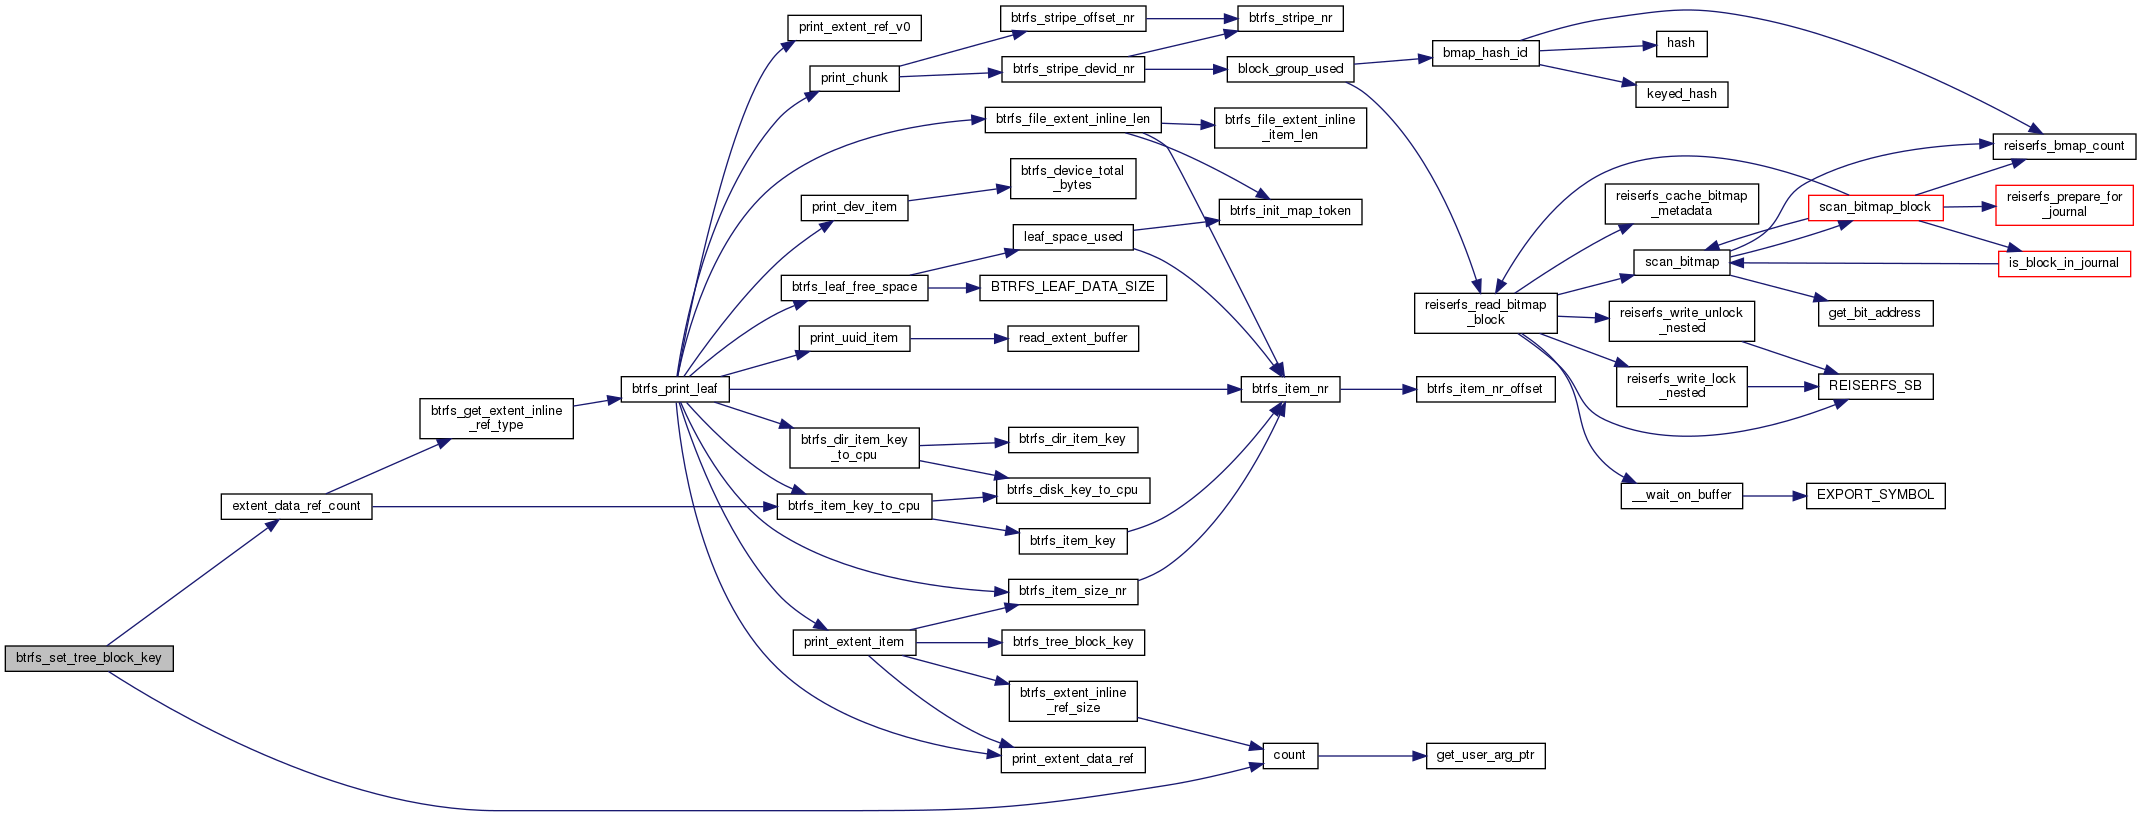 btrfs_set_tree_block_key
extent_data_ref_count
btrfs_get_extent_inline
_ref_type
btrfs_print_leaf
print_extent_ref_v0
print_chunk
btrfs_stripe_offset_nr
btrfs_stripe_nr
btrfs_stripe_devid_nr
block_group_used
bmap_hash_id
hash
keyed_hash
reiserfs_bmap_count
btrfs_file_extent_inline_len
btrfs_file_extent_inline
_item_len
print_dev_item
btrfs_device_total
_bytes
btrfs_init_map_token
leaf_space_used
btrfs_leaf_free_space
BTRFS_LEAF_DATA_SIZE
print_uuid_item
read_extent_buffer
btrfs_item_nr
btrfs_item_nr_offset
btrfs_dir_item_key
_to_cpu
btrfs_dir_item_key
btrfs_disk_key_to_cpu
btrfs_item_key_to_cpu
btrfs_item_key
btrfs_item_size_nr
print_extent_item
btrfs_tree_block_key
btrfs_extent_inline
_ref_size
print_extent_data_ref
count
get_user_arg_ptr
reiserfs_read_bitmap
_block
reiserfs_cache_bitmap
_metadata
scan_bitmap
scan_bitmap_block
reiserfs_prepare_for
_journal
is_block_in_journal
get_bit_address
reiserfs_write_unlock
_nested
reiserfs_write_lock
_nested
REISERFS_SB
__wait_on_buffer
EXPORT_SYMBOL